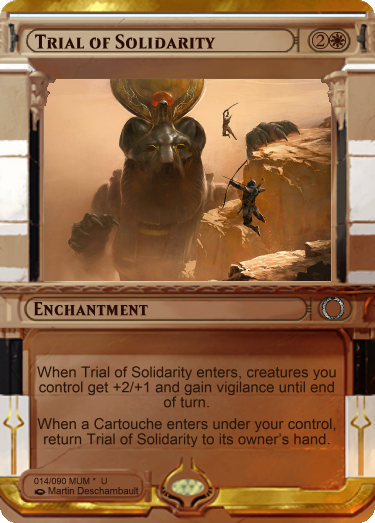 Trial of Solidarity
2
Enchantment
When Trial of Solidarity enters, creatures you
control get +2/+1 and gain vigilance until end
of turn.
When a Cartouche enters under your control,
return Trial of Solidarity to its owner's hand.
014/090 MUM * U
Martin Deschambault